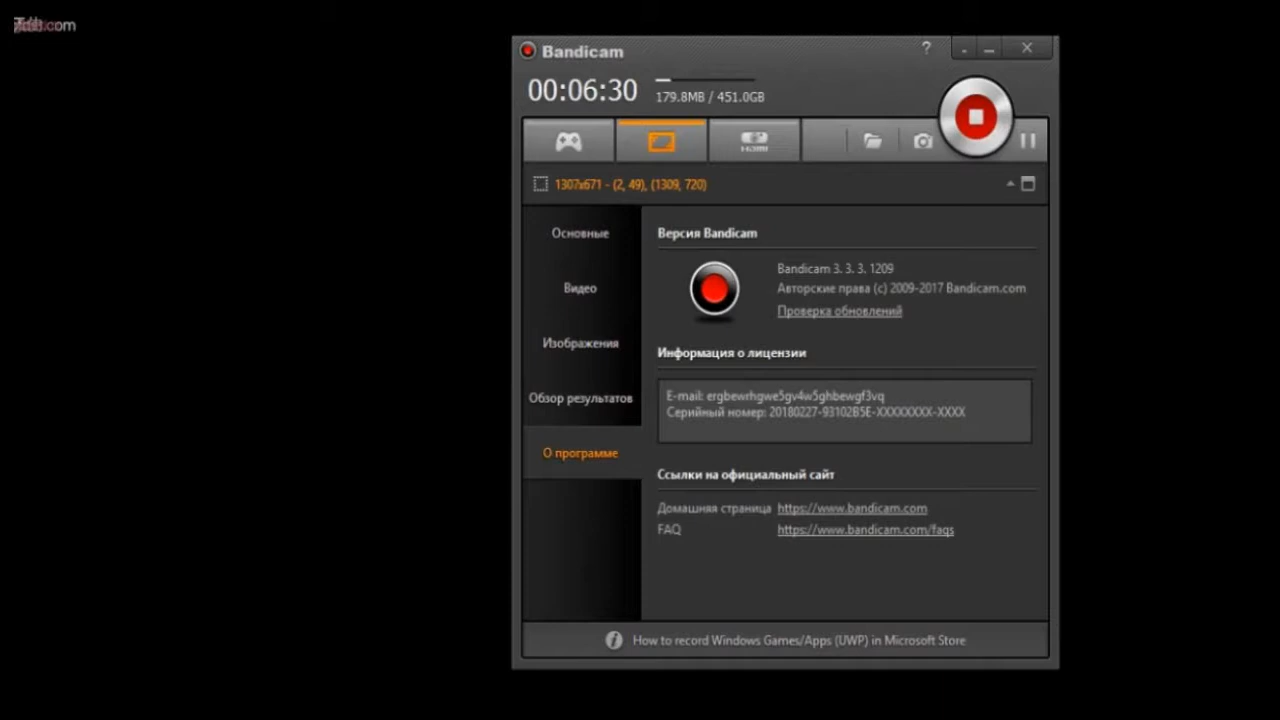 .com
Bandicam
?
00:06:30
179.8MB / 451.0GB
HDMI
1307x671 - (2, 49), (1309, 720)
Основные
Видео
Изображения
Обзор результатов
О программе
Версия Bandicam
Bandicam 3. 3. 3. 1209
Авторские права (c) 2009-2017 Bandicam.com
Проверка обновлений
Информация о лицензии
E-mail: ergbewrhgwe5gv4w5ghbewgf3vq
Серийный номер: 20180227-93102B5E-XXXXXXXX-XXXX
Ссылки на официальный сайт
Домашняя страница https://www.bandicam.com
FAQ https://www.bandicam.com/faqs
How to record Windows Games/Apps (UWP) in Microsoft Store